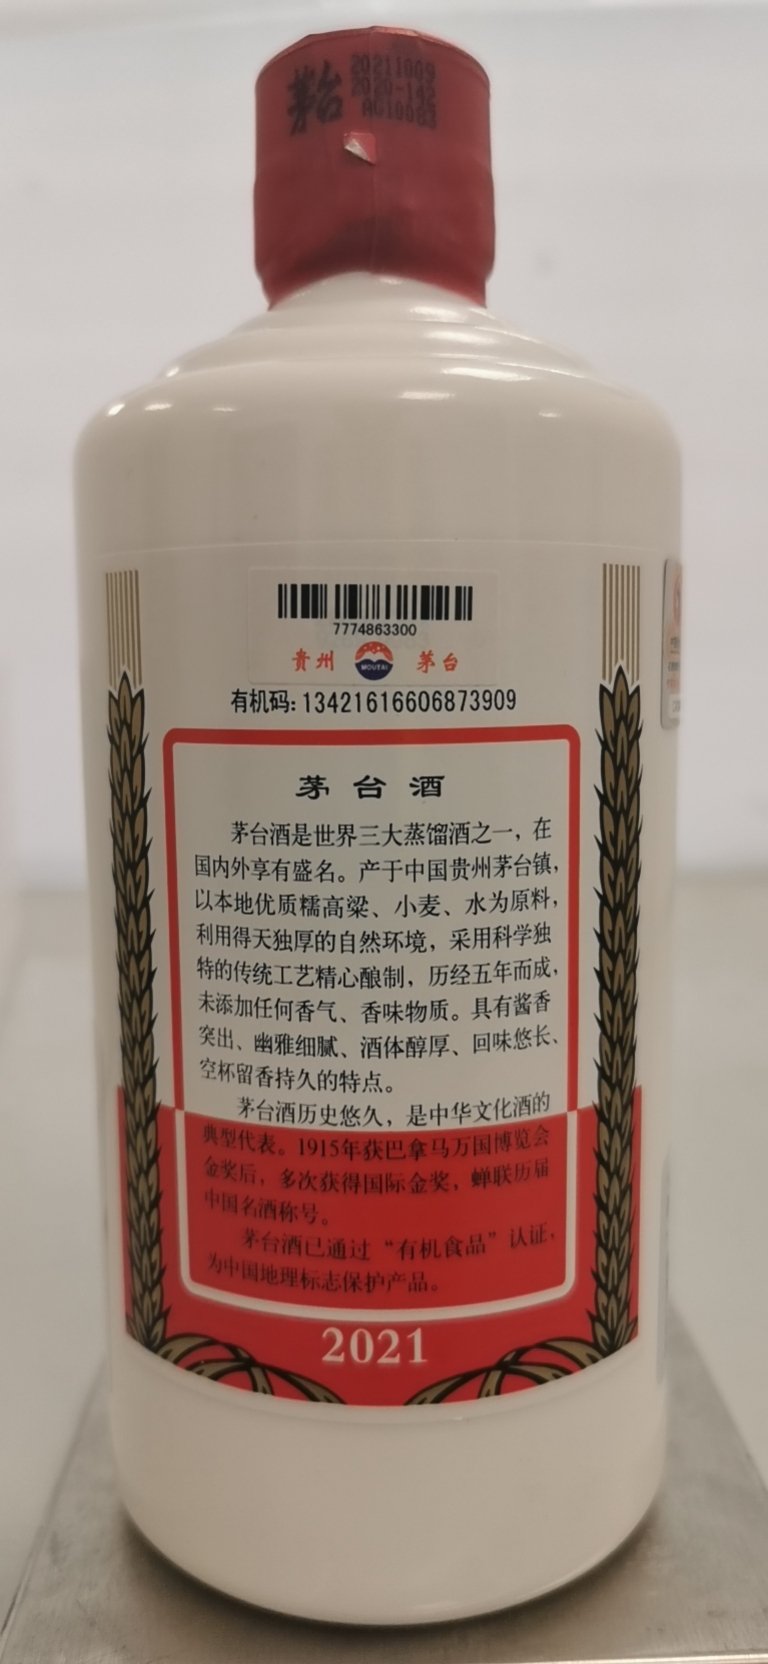 茅台
20211009
2020-142
7774863300
贵州 MOUTAI 茅台
有机码: 13421616606873909
茅台酒
茅台酒是世界三大蒸馏酒之一，在
国内外享有盛名。产于中国贵州茅台镇，
以本地优质糯高粱、小麦、水为原料，
利用得天独厚的自然环境，采用科学独
特的传统工艺精心酿制，历经五年而成，
未添加任何香气、香味物质。具有酱香
突出、幽雅细腻、酒体醇厚、回味悠长、
空杯留香持久的特点。
茅台酒历史悠久，是中华文化酒的
典型代表。1915年获巴拿马万国博览会
金奖后，多次获得国际金奖，蝉联历届
中国名酒称号。
茅台酒已通过“有机食品”认证，
为中国地理标志保护产品。
2021